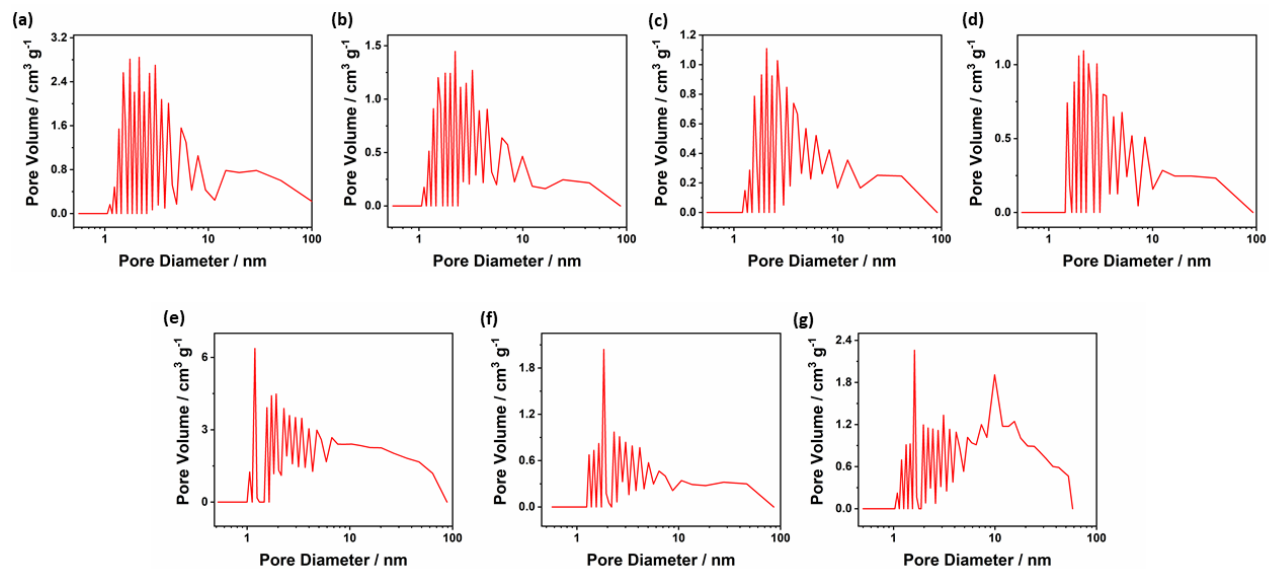 (a)
Pore Volume / cm³ g⁻¹
3.2
2.4
1.6
0.8
0.0
1
10
100
Pore Diameter / nm
(b)
Pore Volume / cm³ g⁻¹
1.5
1.0
0.5
0.0
1
10
100
Pore Diameter / nm
(c)
Pore Volume / cm³ g⁻¹
1.2
1.0
0.8
0.6
0.4
0.2
0.0
1
10
100
Pore Diameter / nm
(d)
Pore Volume / cm³ g⁻¹
1.0
0.5
0.0
1
10
100
Pore Diameter / nm
(e)
Pore Volume / cm³ g⁻¹
6
3
0
1
10
100
Pore Diameter / nm
(f)
Pore Volume / cm³ g⁻¹
1.8
1.2
0.6
0.0
1
10
100
Pore Diameter / nm
(g)
Pore Volume / cm³ g⁻¹
2.4
1.8
1.2
0.6
0.0
1
10
100
Pore Diameter / nm